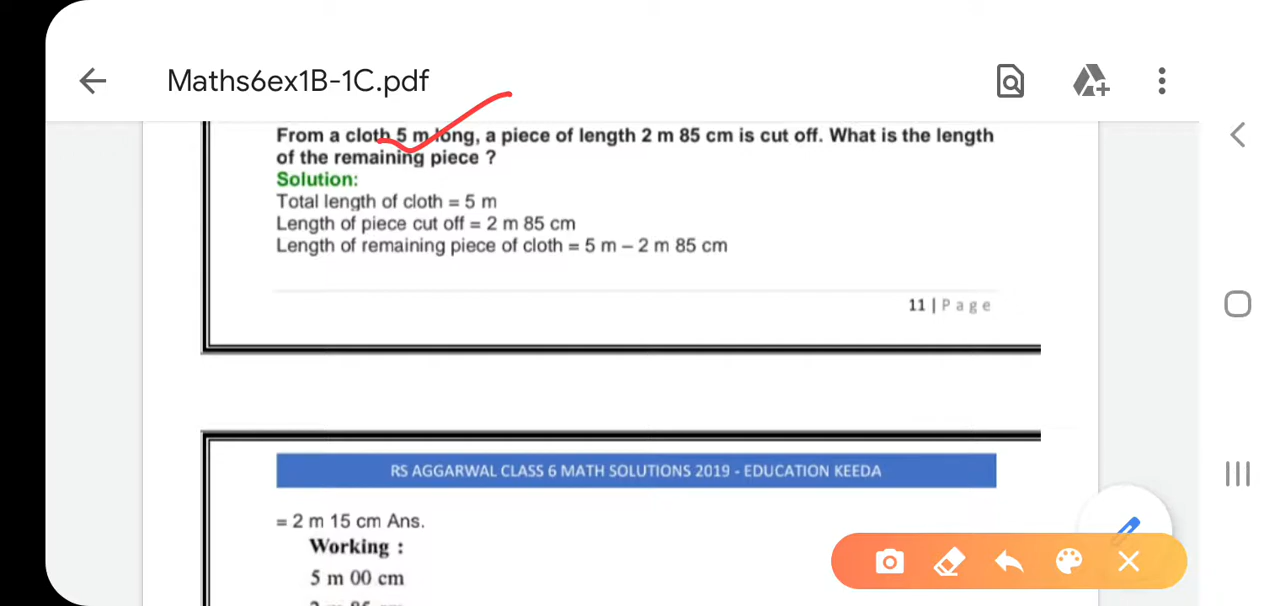 Maths6ex1B-1C.pdf
From a cloth 5 m long, a piece of length 2 m 85 cm is cut off. What is the length
of the remaining piece ?
Solution:
Total length of cloth = 5 m
Length of piece cut off = 2 m 85 cm
Length of remaining piece of cloth = 5 m – 2 m 85 cm
11 | Page
RS AGGARWAL CLASS 6 MATH SOLUTIONS 2019 - EDUCATION KEEDA
= 2 m 15 cm Ans.
Working :
5 m 00 cm